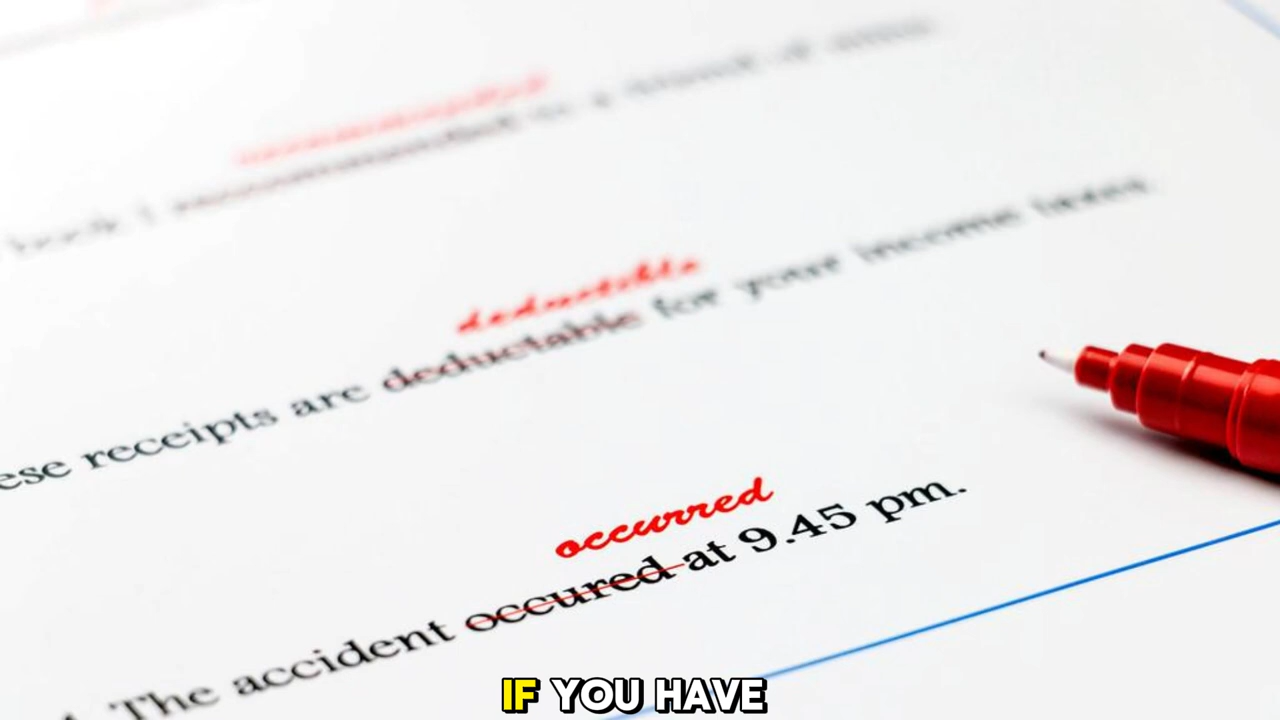 book I
deductible
ese receipts are deductable for your income taxes.
occurred
The accident occured at 9.45 pm.
IF YOU HAVE